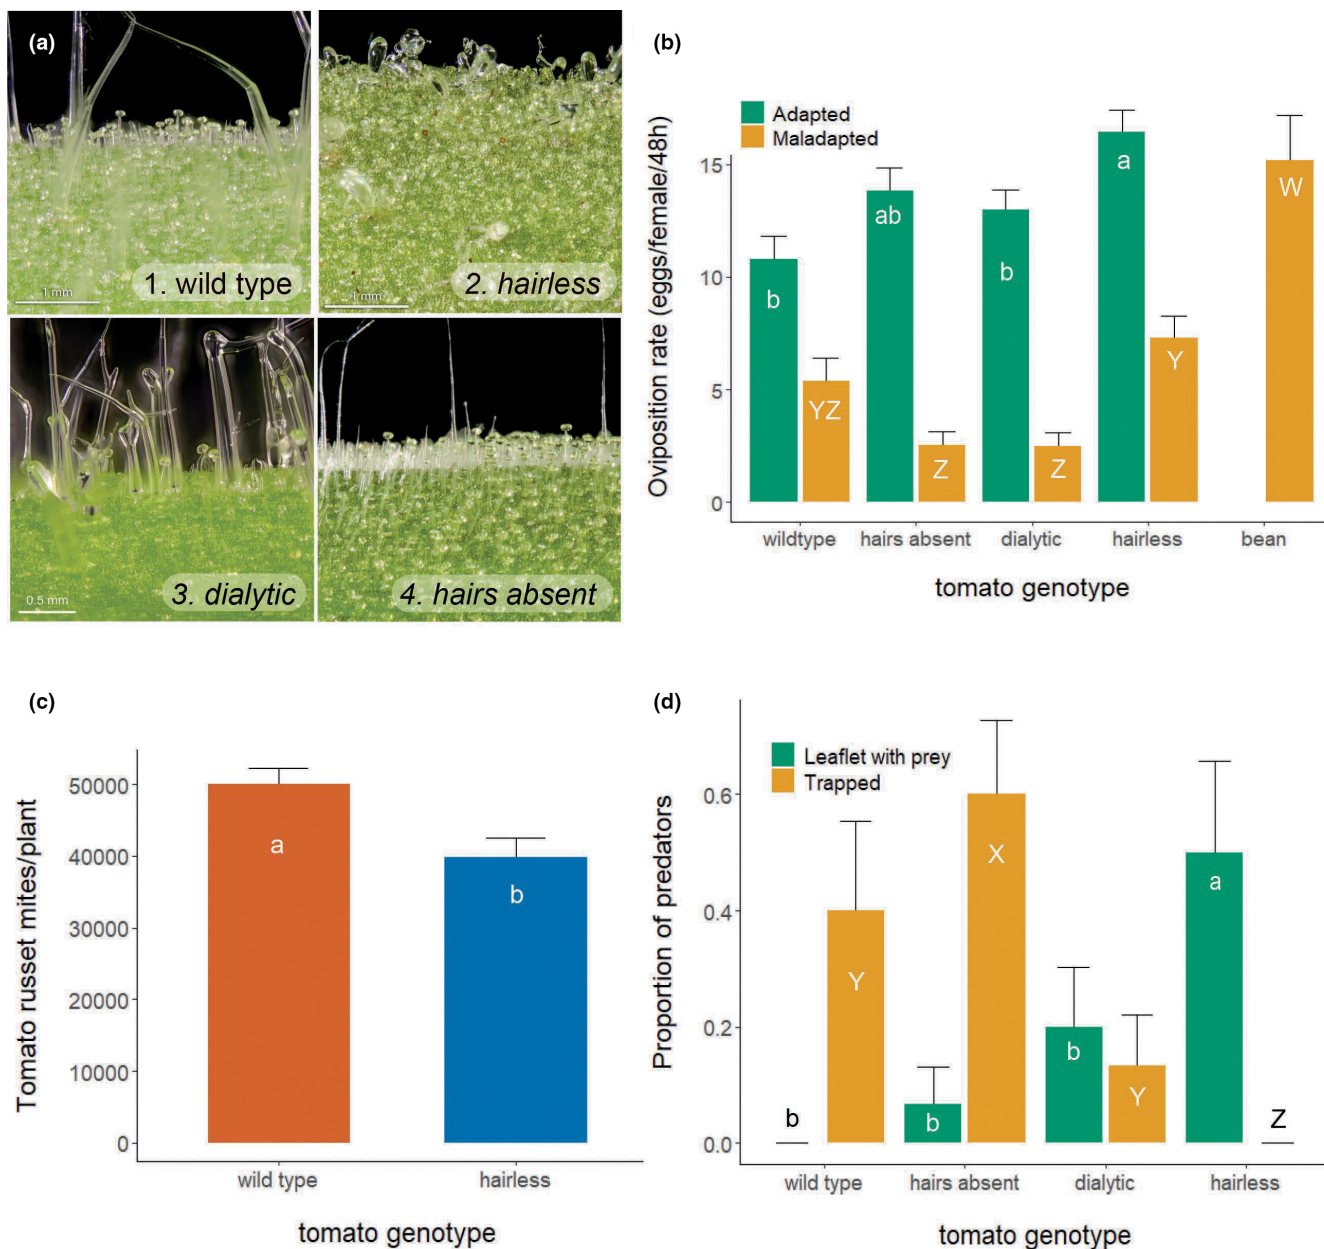 (a)
1. wild type
1 mm
2. hairless
1 mm
3. dialytic
0.5 mm
4. hairs absent
(b)
Adapted
Maladapted
Oviposition rate (eggs/female/48h)
15
10
5
0
b
YZ
ab
Z
b
Z
a
Y
W
wildtype
hairs absent
dialytic
hairless
bean
tomato genotype
(c)
Tomato russet mites/plant
50000
40000
30000
20000
10000
0
a
b
wild type
hairless
tomato genotype
(d)
Leaflet with prey
Trapped
Proportion of predators
0.6
0.4
0.2
0.0
b
Y
b
X
b
Y
a
Z
wild type
hairs absent
dialytic
hairless
tomato genotype